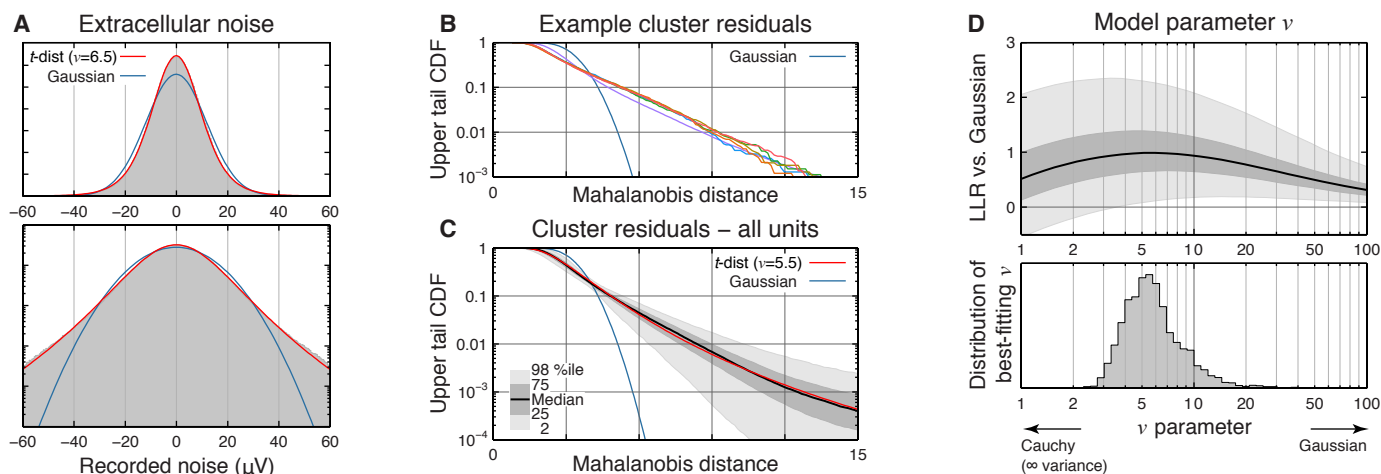 A Extracellular noise
t-dist (ν=6.5)
Gaussian
−60 −40 −20 0 20 40 60
−60 −40 −20 0 20 40 60
Recorded noise (μV)
B Example cluster residuals
Upper tail CDF
1
0.1
0.01
10⁻³
Gaussian
0 15
Mahalanobis distance
C Cluster residuals – all units
Upper tail CDF
1
0.1
0.01
10⁻³
10⁻⁴
t-dist (ν=5.5)
Gaussian
98 %ile
75
Median
25
2
0 15
Mahalanobis distance
D Model parameter ν
LLR vs. Gaussian
3
2
1
0
1 2 5 10 20 50 100
Distribution of
best-fitting ν
1 2 5 10 20 50 100
ν parameter
Cauchy
(∞ variance)
Gaussian